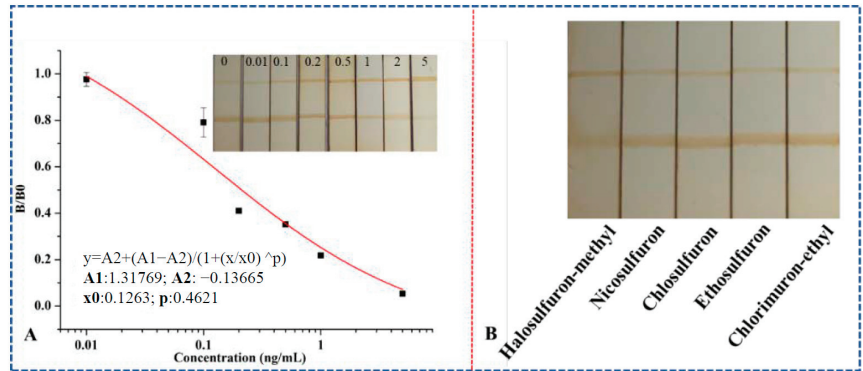 0 0.01 0.1 0.2 0.5 1 2 5
1.0
0.8
0.6
0.4
0.2
0.0
B/B0
y=A2+(A1−A2)/(1+(x/x0) ^p)
A1:1.31769; A2: −0.13665
x0:0.1263; p:0.4621
A
0.01 0.1 1
Concentration (ng/mL)
B
Halosulfuron-methyl
Nicosulfuron
Chlosulfuron
Ethosulfuron
Chlorimuron-ethyl